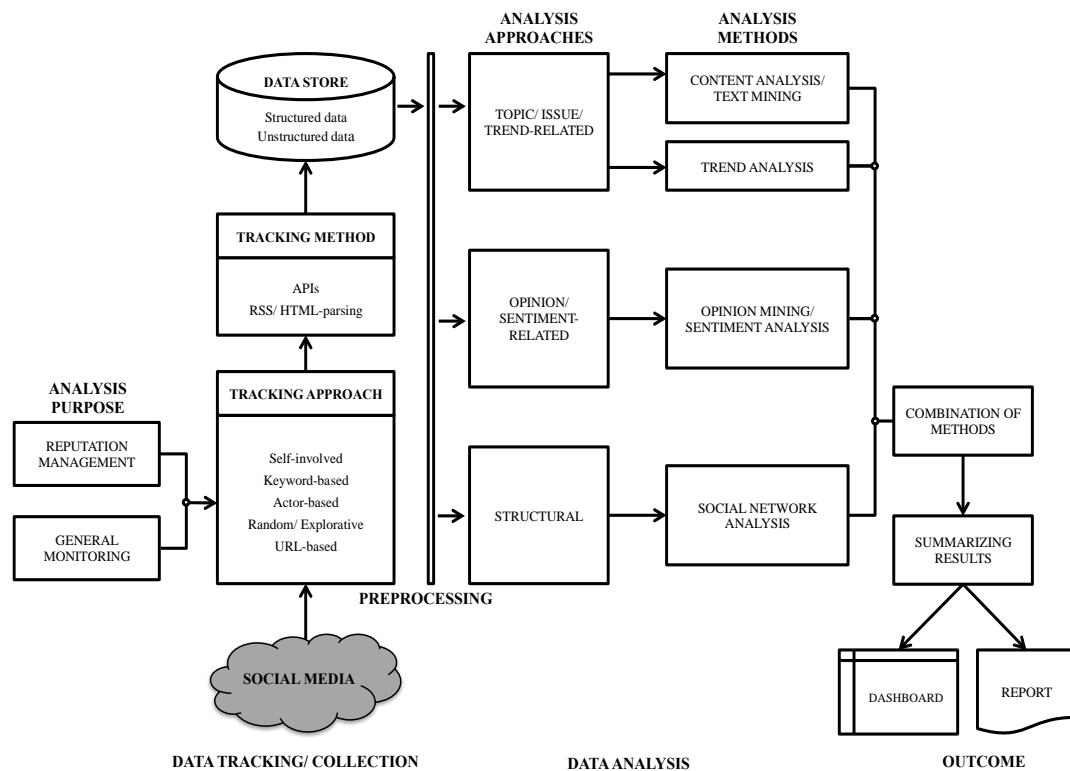 ANALYSIS
PURPOSE
REPUTATION
MANAGEMENT
GENERAL
MONITORING
DATA STORE
Structured data
Unstructured data
TRACKING METHOD
APIs
RSS/ HTML-parsing
TRACKING APPROACH
Self-involved
Keyword-based
Actor-based
Random/ Explorative
URL-based
SOCIAL MEDIA
DATA TRACKING/ COLLECTION
PREPROCESSING
ANALYSIS
APPROACHES
TOPIC/ ISSUE/
TREND-RELATED
OPINION/
SENTIMENT-
RELATED
STRUCTURAL
ANALYSIS
METHODS
CONTENT ANALYSIS/
TEXT MINING
TREND ANALYSIS
OPINION MINING/
SENTIMENT ANALYSIS
SOCIAL NETWORK
ANALYSIS
DATA ANALYSIS
COMBINATION OF
METHODS
SUMMARIZING
RESULTS
DASHBOARD
REPORT
OUTCOME